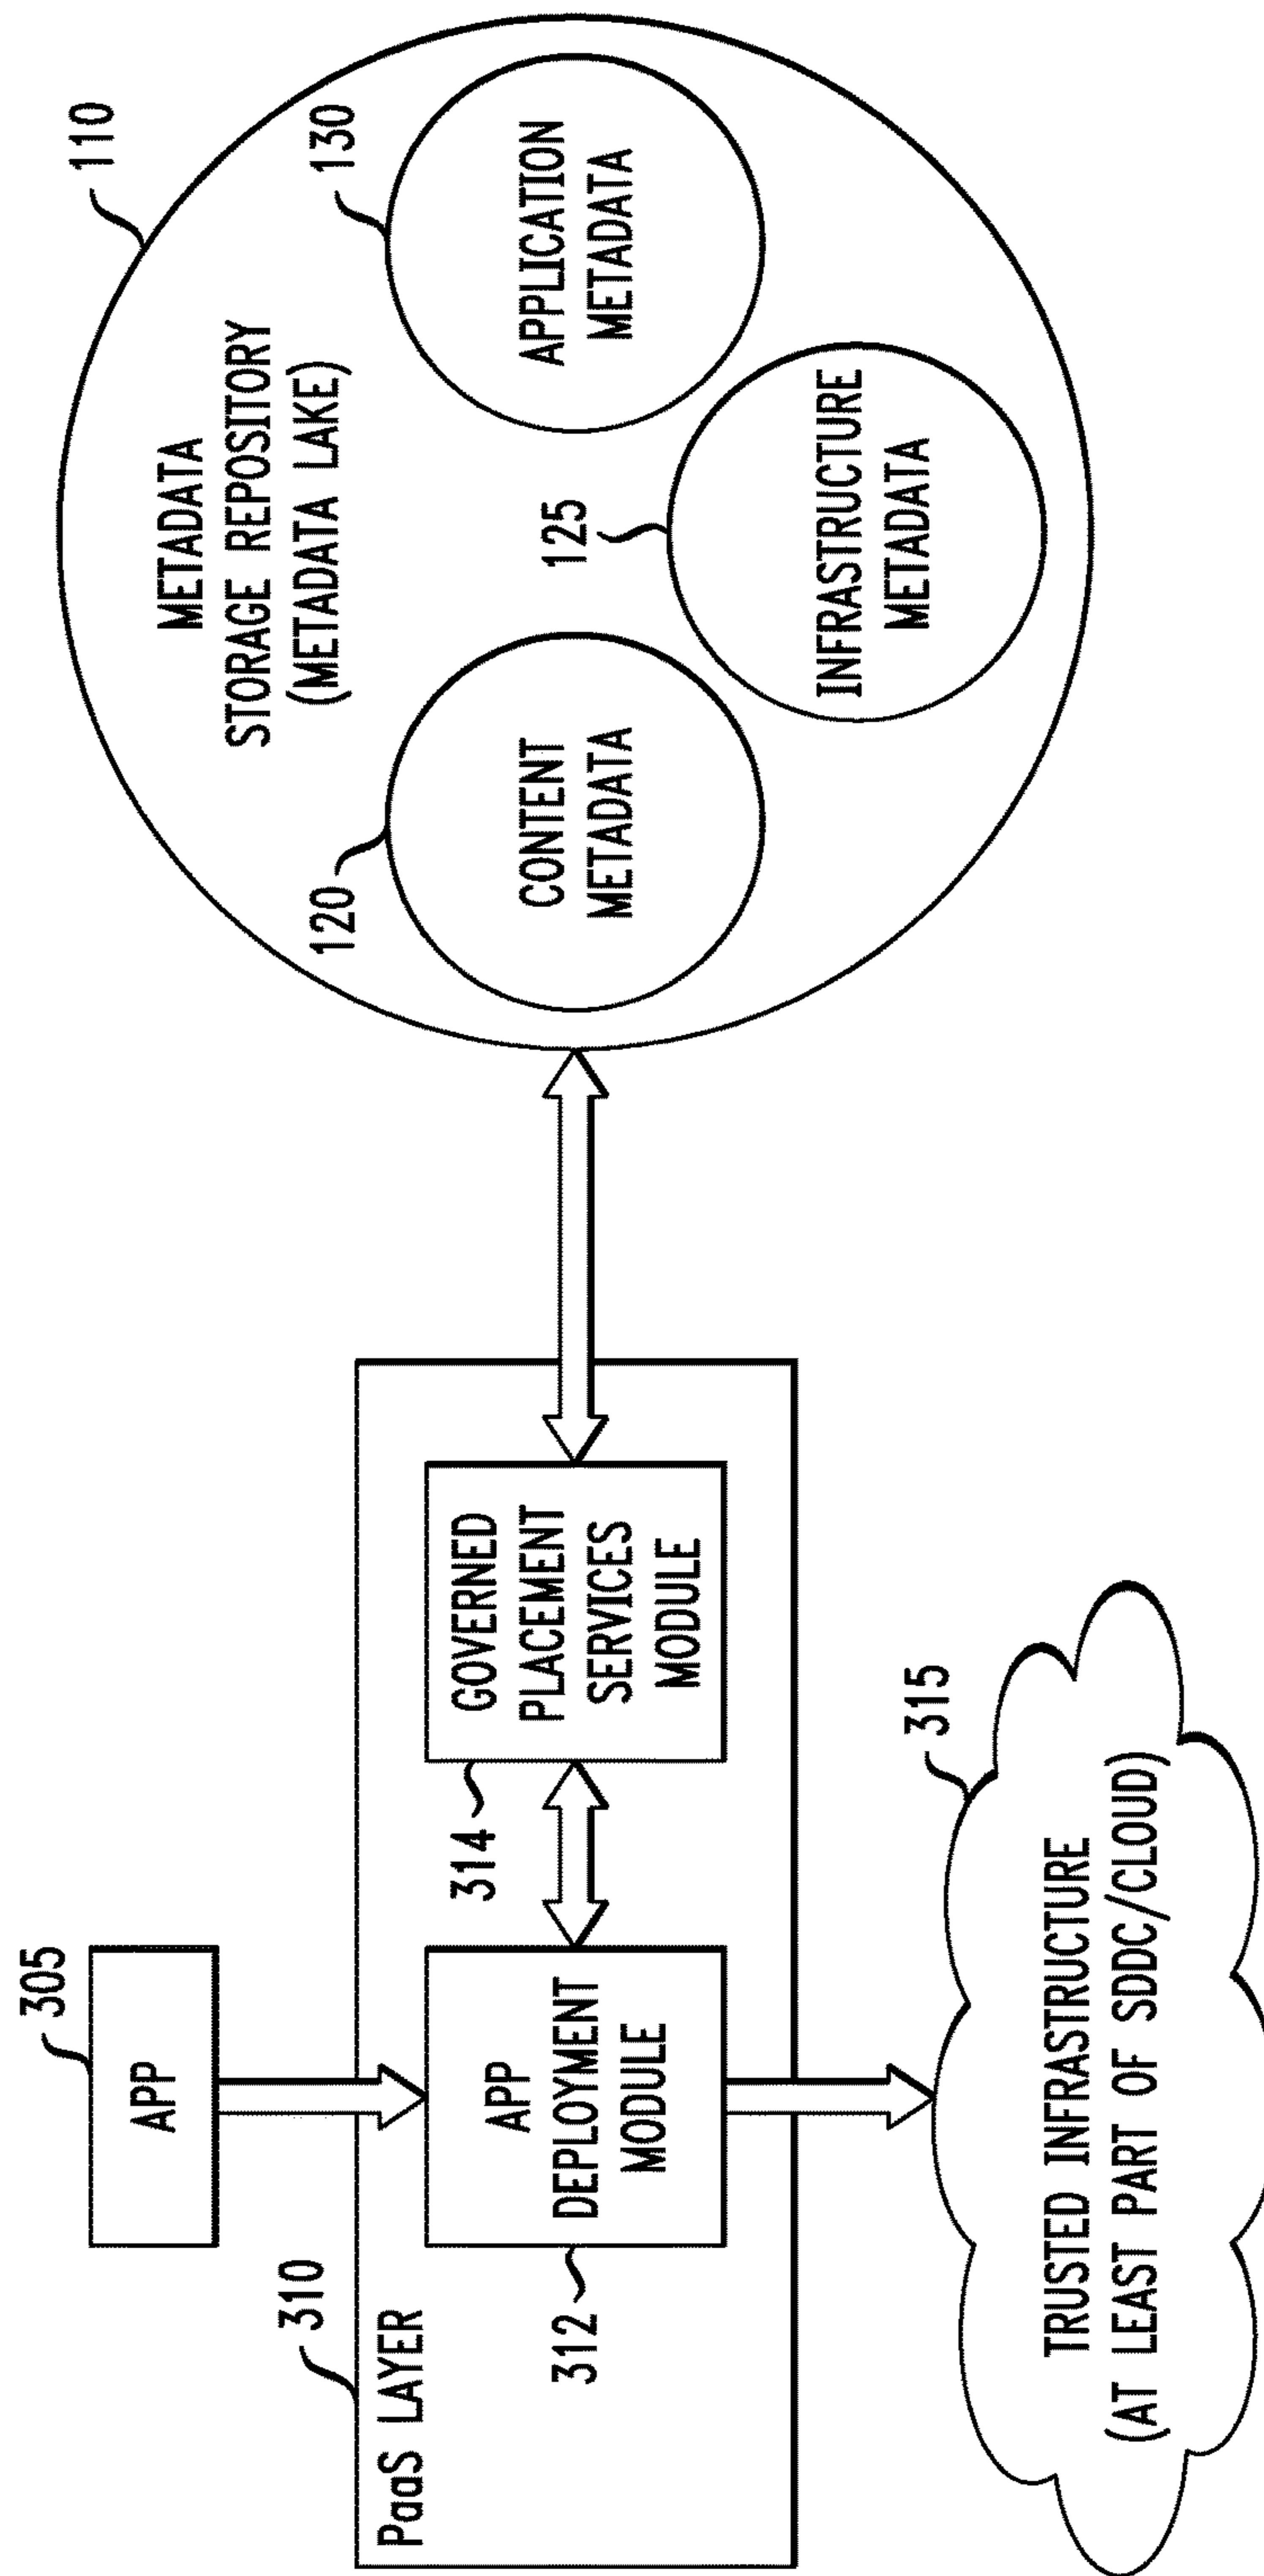 305
APP
310
PaaS LAYER
APP
DEPLOYMENT
MODULE
312
314
GOVERNED
PLACEMENT
SERVICES
MODULE
315
TRUSTED INFRASTRUCTURE
(AT LEAST PART OF SDDC/CLOUD)
110
METADATA
STORAGE REPOSITORY
(METADATA LAKE)
120
CONTENT
METADATA
130
APPLICATION
METADATA
125
INFRASTRUCTURE
METADATA